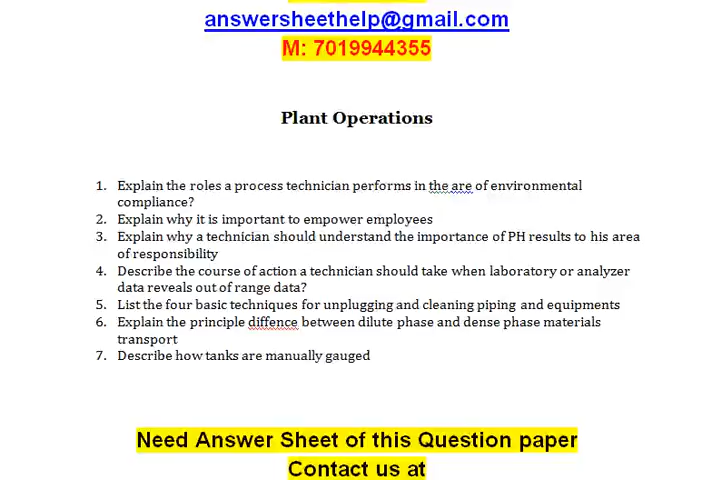 answersheethelp@gmail.com
M: 7019944355
Plant Operations
1. Explain the roles a process technician performs in the are of environmental
compliance?
2. Explain why it is important to empower employees
3. Explain why a technician should understand the importance of PH results to his area
of responsibility
4. Describe the course of action a technician should take when laboratory or analyzer
data reveals out of range data?
5. List the four basic techniques for unplugging and cleaning piping and equipments
6. Explain the principle diffence between dilute phase and dense phase materials
transport
7. Describe how tanks are manually gauged
Need Answer Sheet of this Question paper
Contact us at